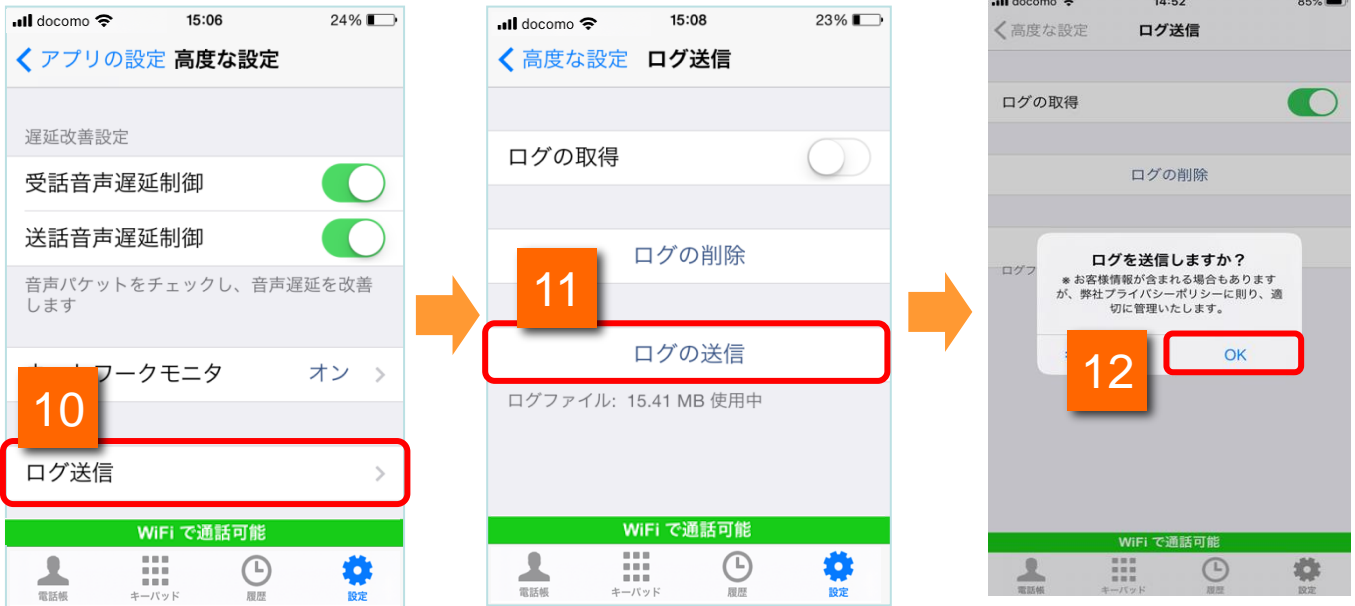 docomo 15:06 24%
アプリの設定 高度な設定
遅延改善設定
受話音声遅延制御
送話音声遅延制御
音声パケットをチェックし、音声遅延を改善
します
ワークモニタ オン
10
ログ送信
WiFi で通話可能
電話帳 キーパッド 履歴 設定
docomo 15:08 23%
高度な設定 ログ送信
ログの取得
ログの削除
11
ログの送信
ログファイル: 15.41 MB 使用中
WiFi で通話可能
電話帳 キーパッド 履歴 設定
docomo 14:52 85%
高度な設定 ログ送信
ログの取得
ログの削除
ログフ
ログを送信しますか？
※お客様情報が含まれる場合もあります
が、弊社プライバシーポリシーに則り、適
切に管理いたします。
12
OK
WiFi で通話可能
電話帳 キーパッド 履歴 設定